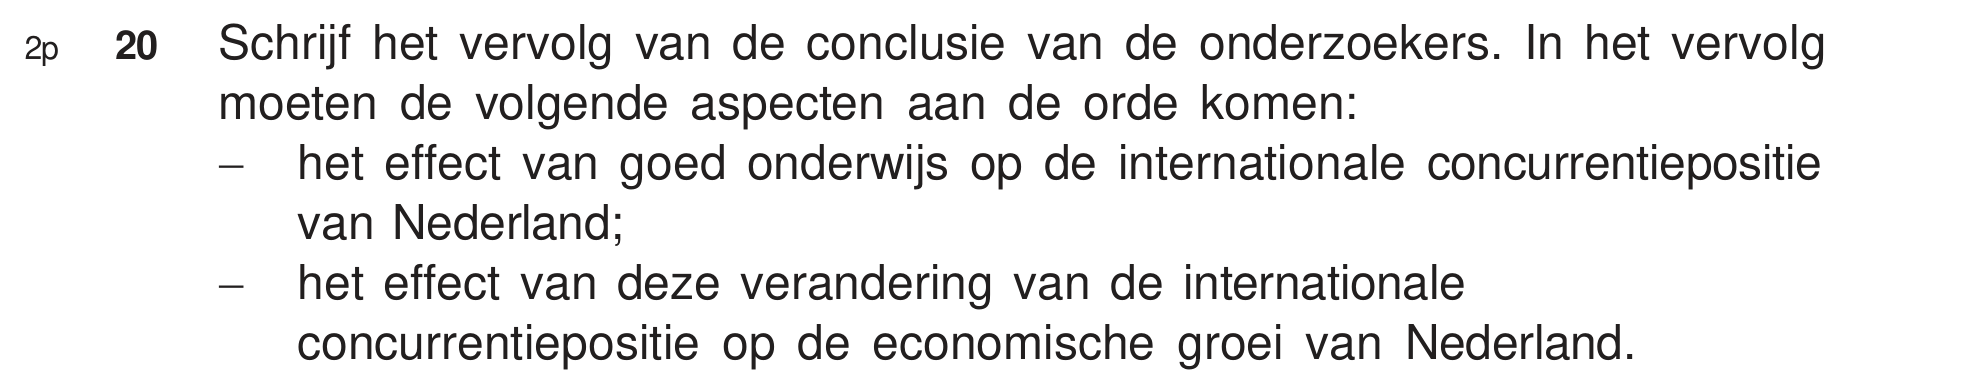 2p 20 Schrijf het vervolg van de conclusie van de onderzoekers. In het vervolg
moeten de volgende aspecten aan de orde komen:
– het effect van goed onderwijs op de internationale concurrentiepositie
van Nederland;
– het effect van deze verandering van de internationale
concurrentiepositie op de economische groei van Nederland.